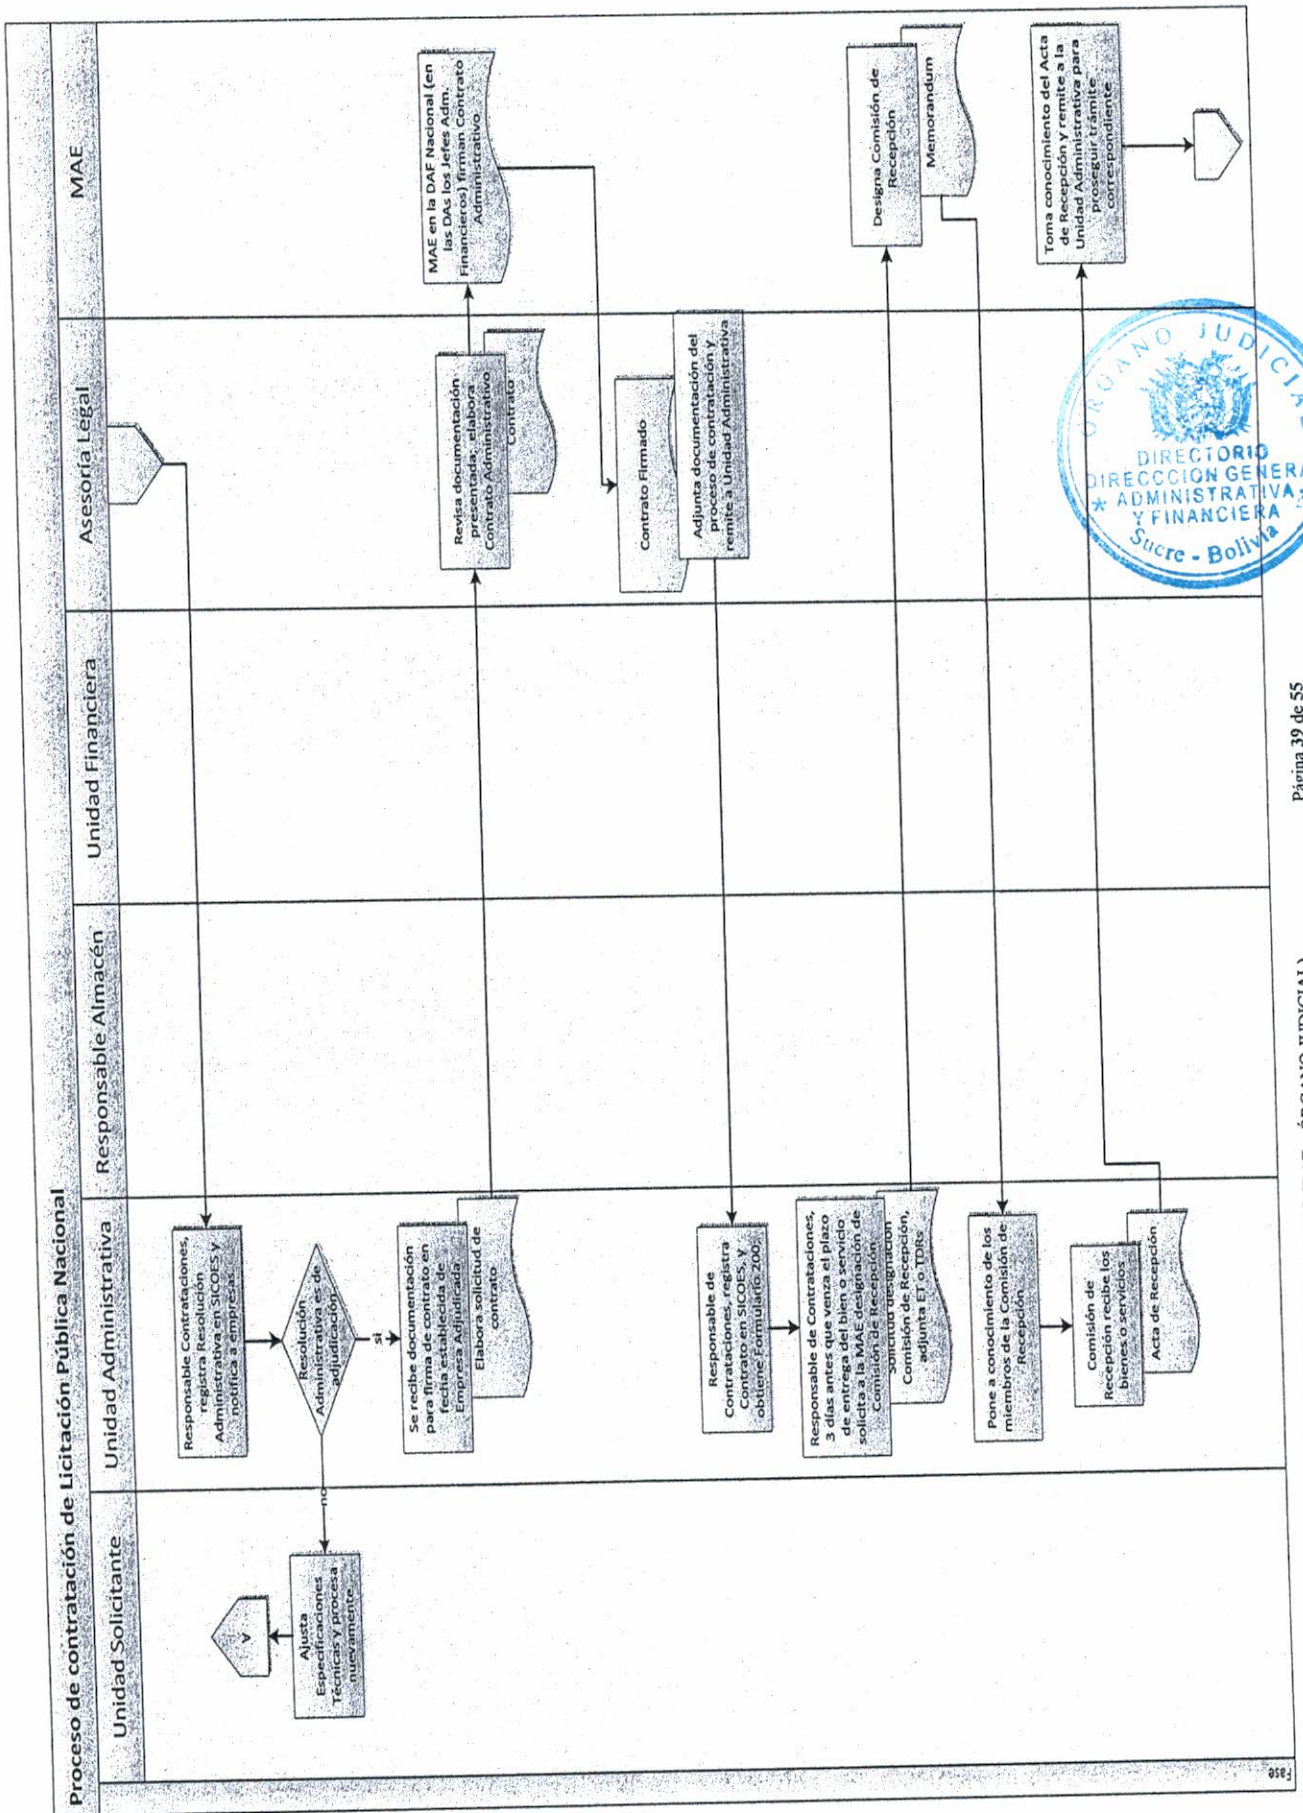 Proceso de contratación de Licitación Pública Nacional
Unidad Solicitante
Unidad Administrativa
Responsable Almacén
Unidad Financiera
Asesoría Legal
MAE
Responsable Contrataciones,
registra Resolución
Administrativa en SICOES y
notifica a empresas
Resolución
Administrativa es de
adjudicación
no
si
Ajusta
Especificaciones
Técnicas y procesa
nuevamente
A
Se recibe documentación
para firma de contrato en
fecha establecida de
Empresa Adjudicada
Elabora solicitud de
contrato
Revisa documentación
presentada, elabora
Contrato Administrativo
Contrato
MAE en la DAF Nacional (en
las DAs los Jefes Adm.
Financieros) firman Contrato
Administrativo
Contrato Firmado
Adjunta documentación del
proceso de contratación y
remite a Unidad Administrativa
Responsable de
Contrataciones, registra
Contrato en SICOES, y
obtiene Formulario 200
Responsable de Contrataciones,
3 días antes que venza el plazo
de entrega del bien o servicio
solicita a la MAE designación de
Comisión de Recepción
Solicitud designación
Comisión de Recepción,
adjunta ET o TDRs
Designa Comisión de
Recepción
Memorandum
Pone a conocimiento de los
miembros de la Comisión de
Recepción
Comisión de
Recepción recibe los
bienes o servicios
Acta de Recepción
Toma conocimiento del Acta
de Recepción y remite a la
Unidad Administrativa para
proseguir trámite
correspondiente
Fase
ORGANO JUDICIA
DIRECTORIO
DIRECCCION GENERA
* ADMINISTRATIVA
Y FINANCIERA
Sucre - Bolivia
Página 39 de 55
ÓRGANO JUDICIAL)